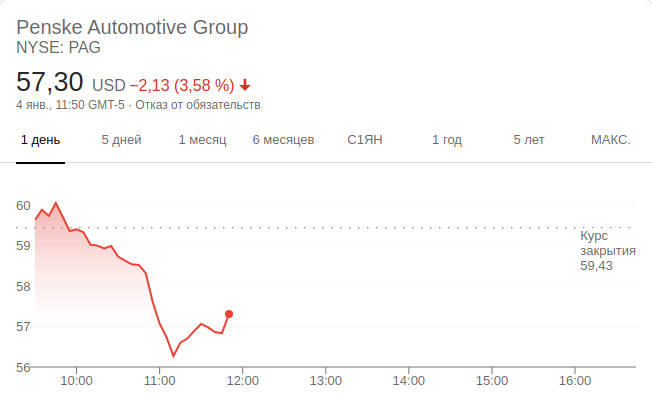 Penske Automotive Group
NYSE: PAG
57,30 USD −2,13 (3,58 %)
4 янв., 11:50 GMT-5 · Отказ от обязательств
1 день 5 дней 1 месяц 6 месяцев С1ЯН 1 год 5 лет МАКС.
60
59
58
57
56
Курс
закрытия
59,43
10:00 11:00 12:00 13:00 14:00 15:00 16:00